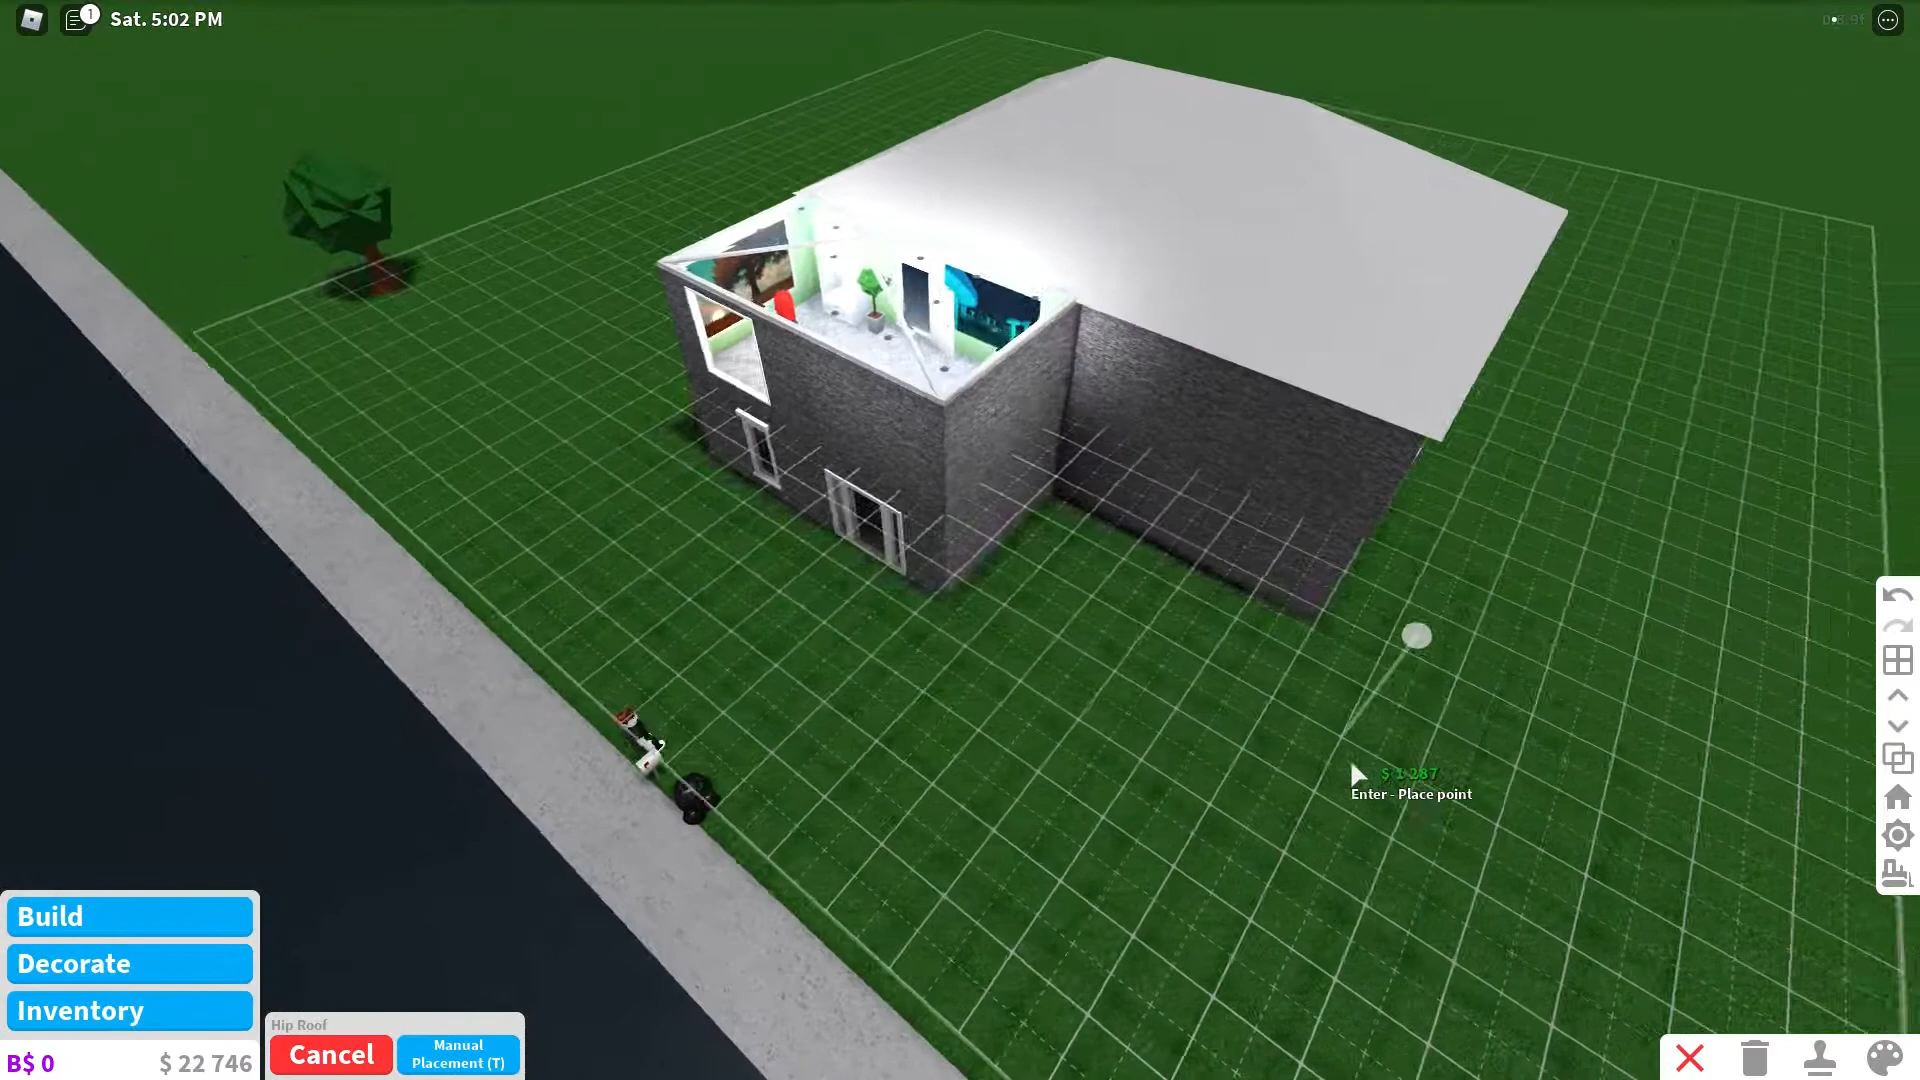 1
Sat. 5:02 PM
$ 1 287
Enter - Place point
Build
Decorate
Inventory
B$ 0
$ 22 746
Hip Roof
Cancel
Manual
Placement (T)